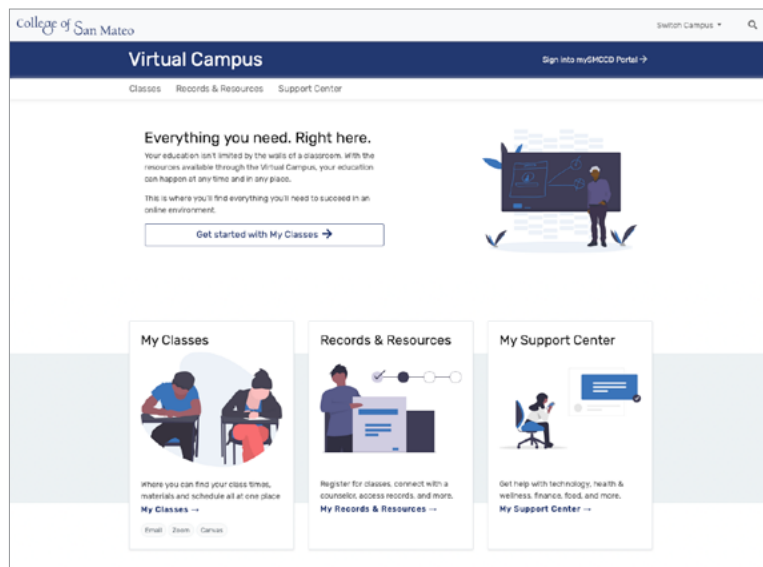 College of San Mateo
Switch Campus
Virtual Campus
Sign into mySMCCD Portal →
Classes Records & Resources Support Center
Everything you need. Right here.
Your education isn't limited by the walls of a classroom. With the
resources available through the Virtual Campus, your education
can happen at any time and in any place.
This is where you'll find everything you'll need to succeed in an
online environment.
Get started with My Classes →
My Classes
Where you can find your class times,
materials and schedule all at one place
My Classes →
Email Zoom Canvas
Records & Resources
Register for classes, connect with a
counselor, access records, and more.
My Records & Resources →
My Support Center
Get help with technology, health &
wellness, finance, food, and more.
My Support Center →